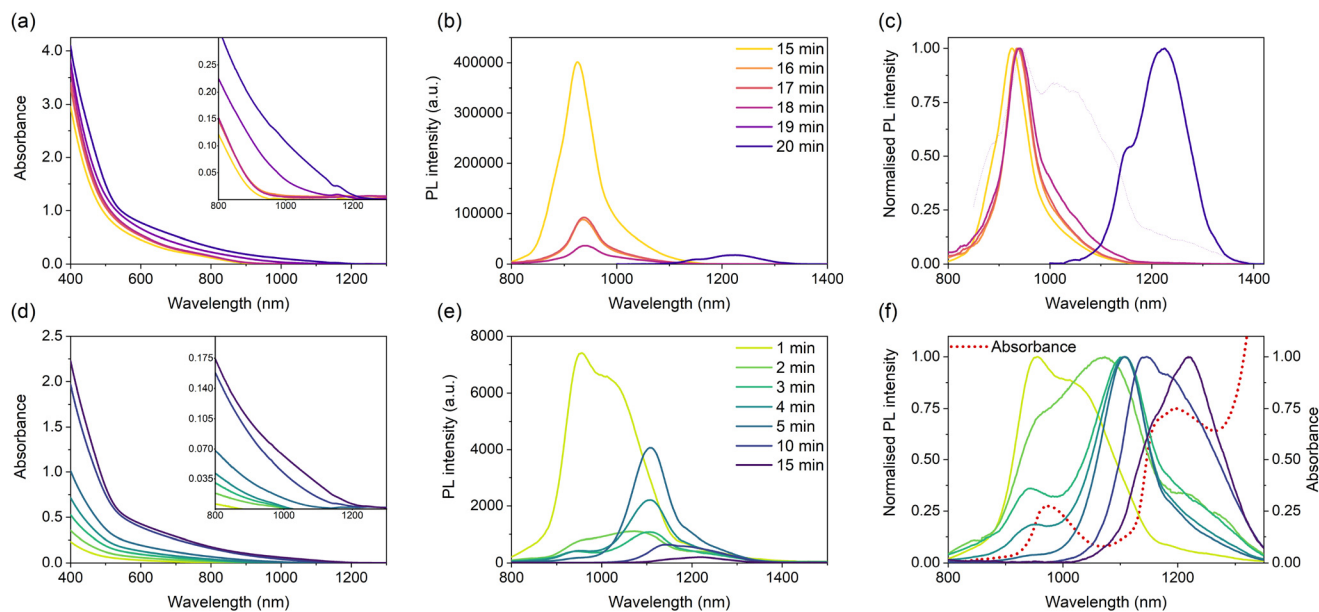 (a)
4.0
3.0
2.0
1.0
0.0
400 600 800 1000 1200
Absorbance
Wavelength (nm)
0.25
0.20
0.15
0.10
0.05
800 1000 1200
(b)
400000
300000
200000
100000
0
800 1000 1200 1400
PL intensity (a.u.)
Wavelength (nm)
15 min
16 min
17 min
18 min
19 min
20 min
(c)
1.00
0.75
0.50
0.25
0.00
800 1000 1200 1400
Normalised PL intensity
Wavelength (nm)
(d)
2.5
2.0
1.5
1.0
0.5
0.0
400 600 800 1000 1200
Absorbance
Wavelength (nm)
0.175
0.140
0.105
0.070
0.035
800 1000 1200
(e)
8000
6000
4000
2000
0
800 1000 1200 1400
PL intensity (a.u.)
Wavelength (nm)
1 min
2 min
3 min
4 min
5 min
10 min
15 min
(f)
Absorbance
1.00
0.75
0.50
0.25
0.00
800 1000 1200
Normalised PL intensity
Wavelength (nm)
1.00
0.75
0.50
0.25
0.00
Absorbance